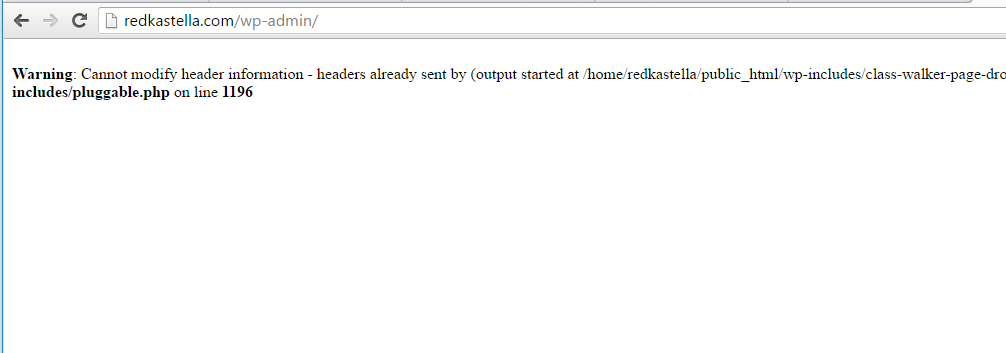 redkastella.com/wp-admin/
Warning: Cannot modify header information - headers already sent by (output started at /home/redkastella/public_html/wp-includes/class-walker-page-dro
includes/pluggable.php on line 1196